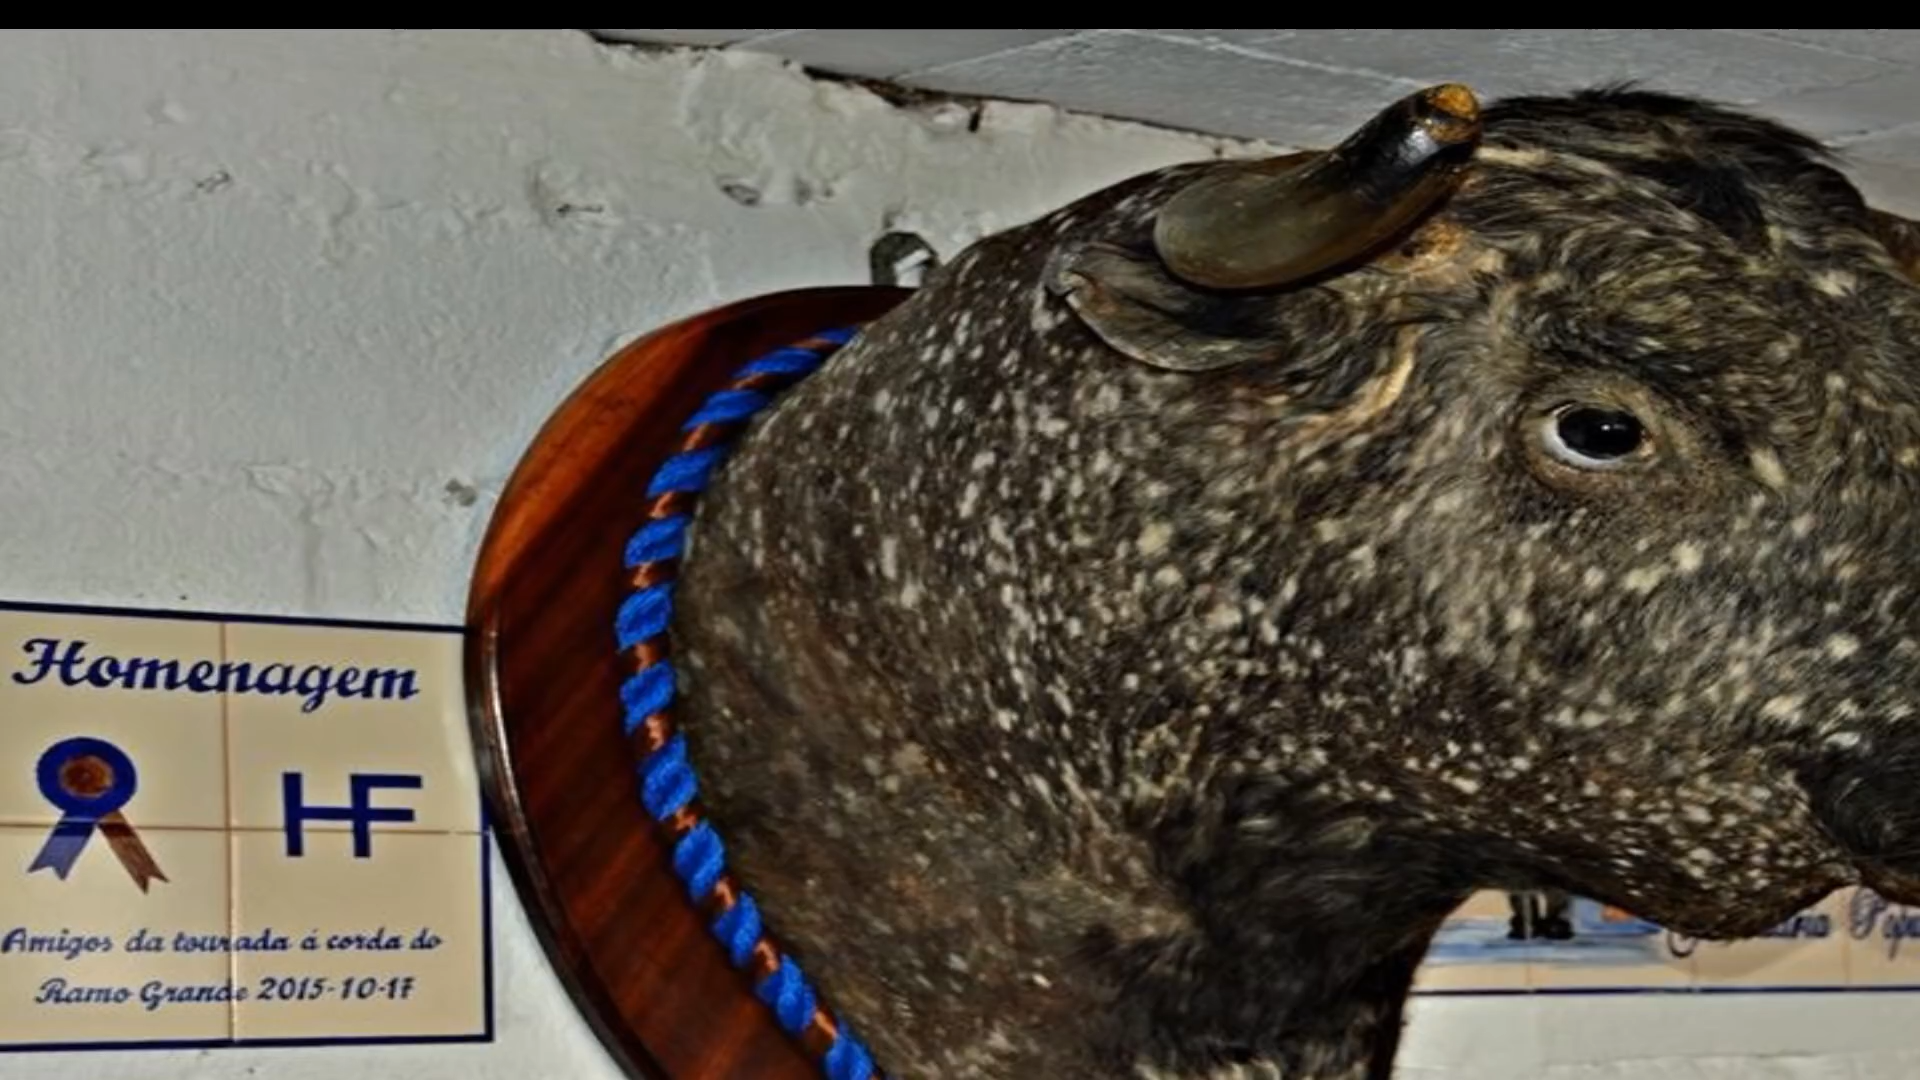 Homenagem
HF
Amigos da tourada á corda do
Ramo Grande 2015-10-17